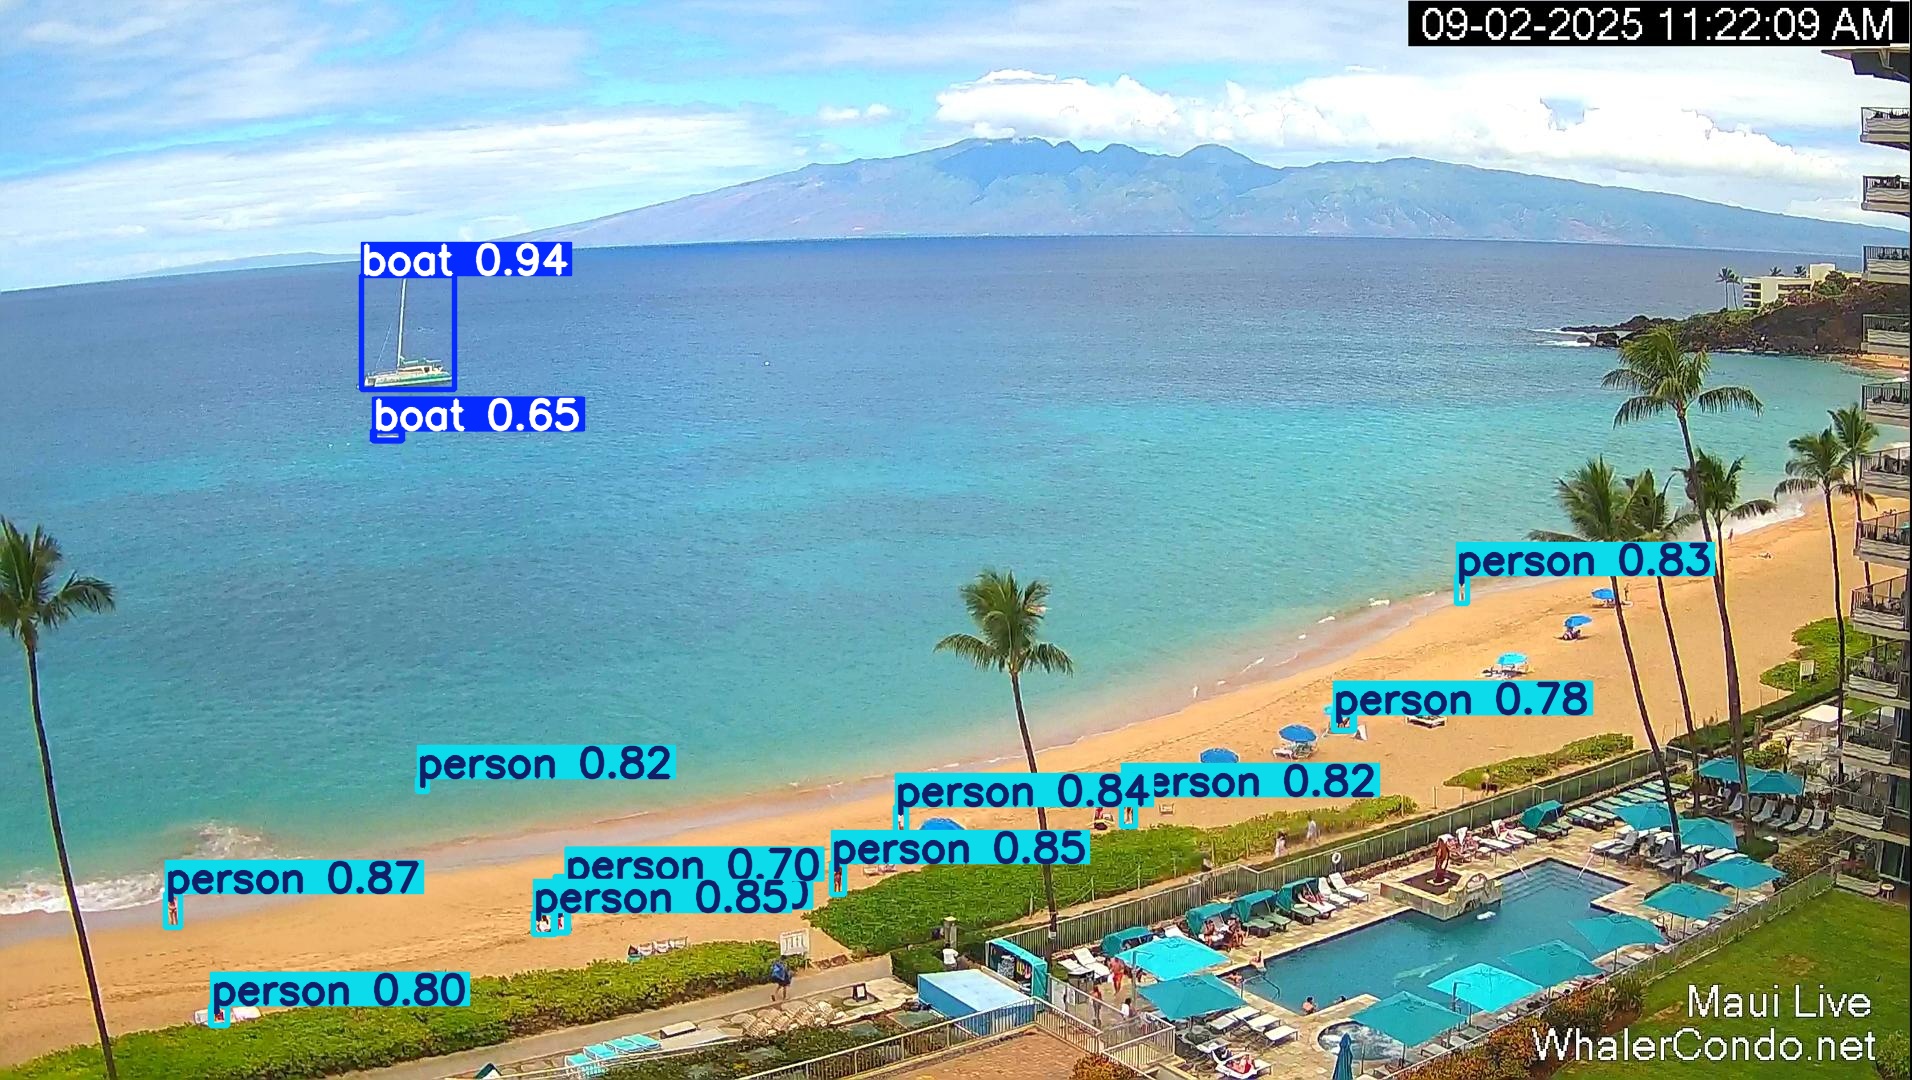 09-02-2025 11:22:09 AM
boat 0.94
boat 0.65
person 0.83
person 0.78
person 0.82
person 0.84
erson 0.82
person 0.85
person 0.70
person 0.87
person 0.85
person 0.80
Maui Live
WhalerCondo.net